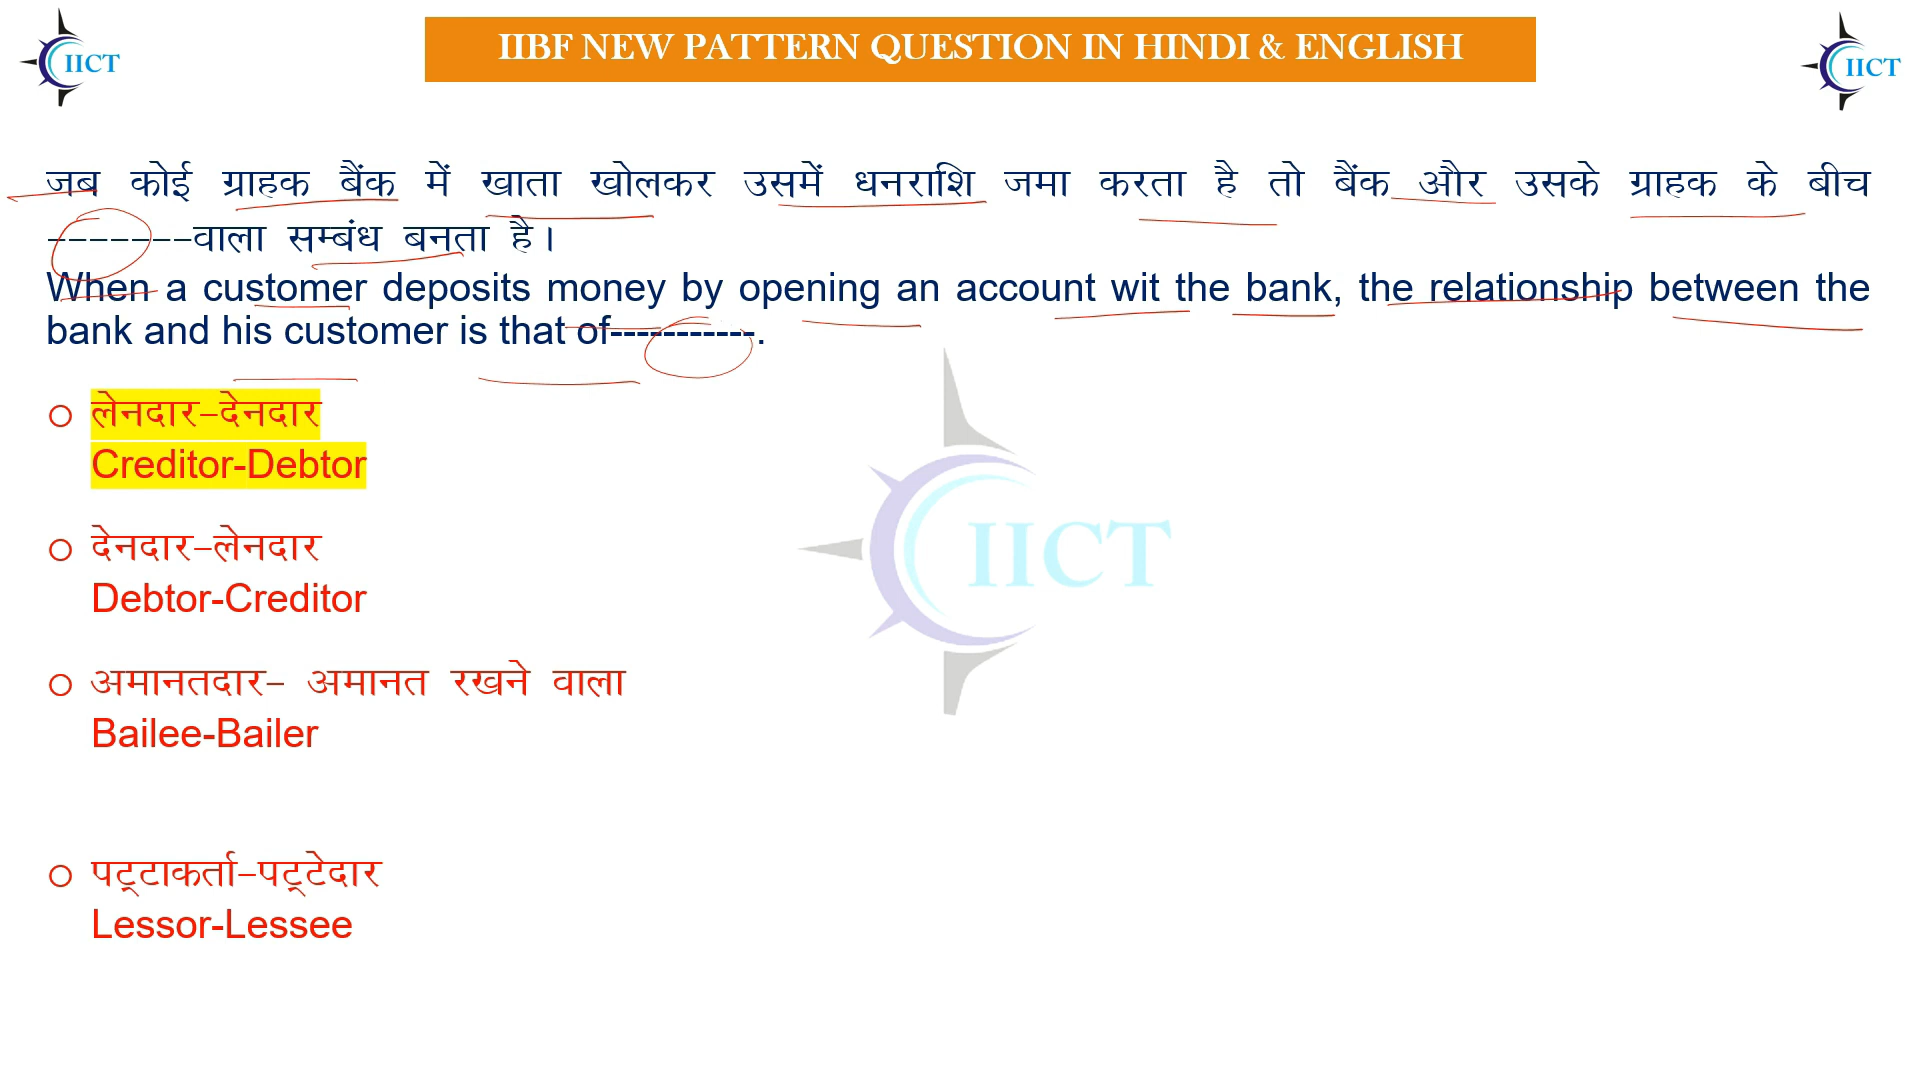 IICT
IIBF NEW PATTERN QUESTION IN HINDI & ENGLISH
IICT
जब कोई ग्राहक बैंक में खाता खोलकर उसमें धनराशि जमा करता है तो बैंक और उसके ग्राहक के बीच
-------वाला सम्बंध बनता है।
When a customer deposits money by opening an account wit the bank, the relationship between the
bank and his customer is that of-----------.
लेनदार-देनदार
Creditor-Debtor
देनदार-लेनदार
Debtor-Creditor
IICT
अमानतदार- अमानत रखने वाला
Bailee-Bailer
पट्टाकर्ता-पट्टेदार
Lessor-Lessee